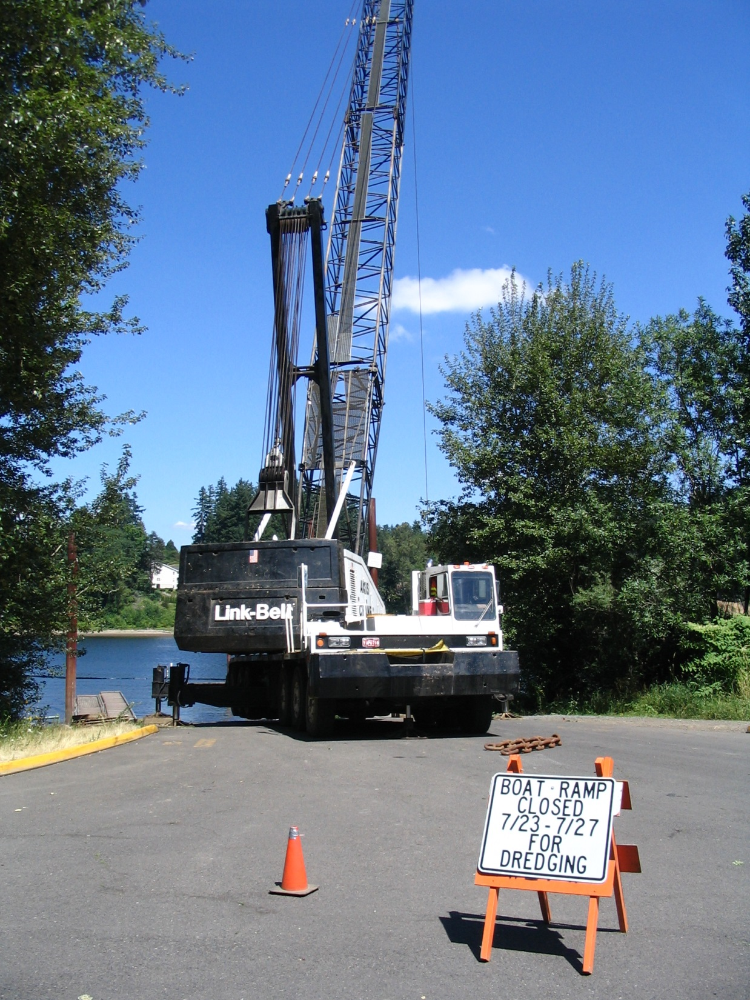 Link-Belt
BOAT RAMP
CLOSED
7/23-7/27
FOR
DREDGING